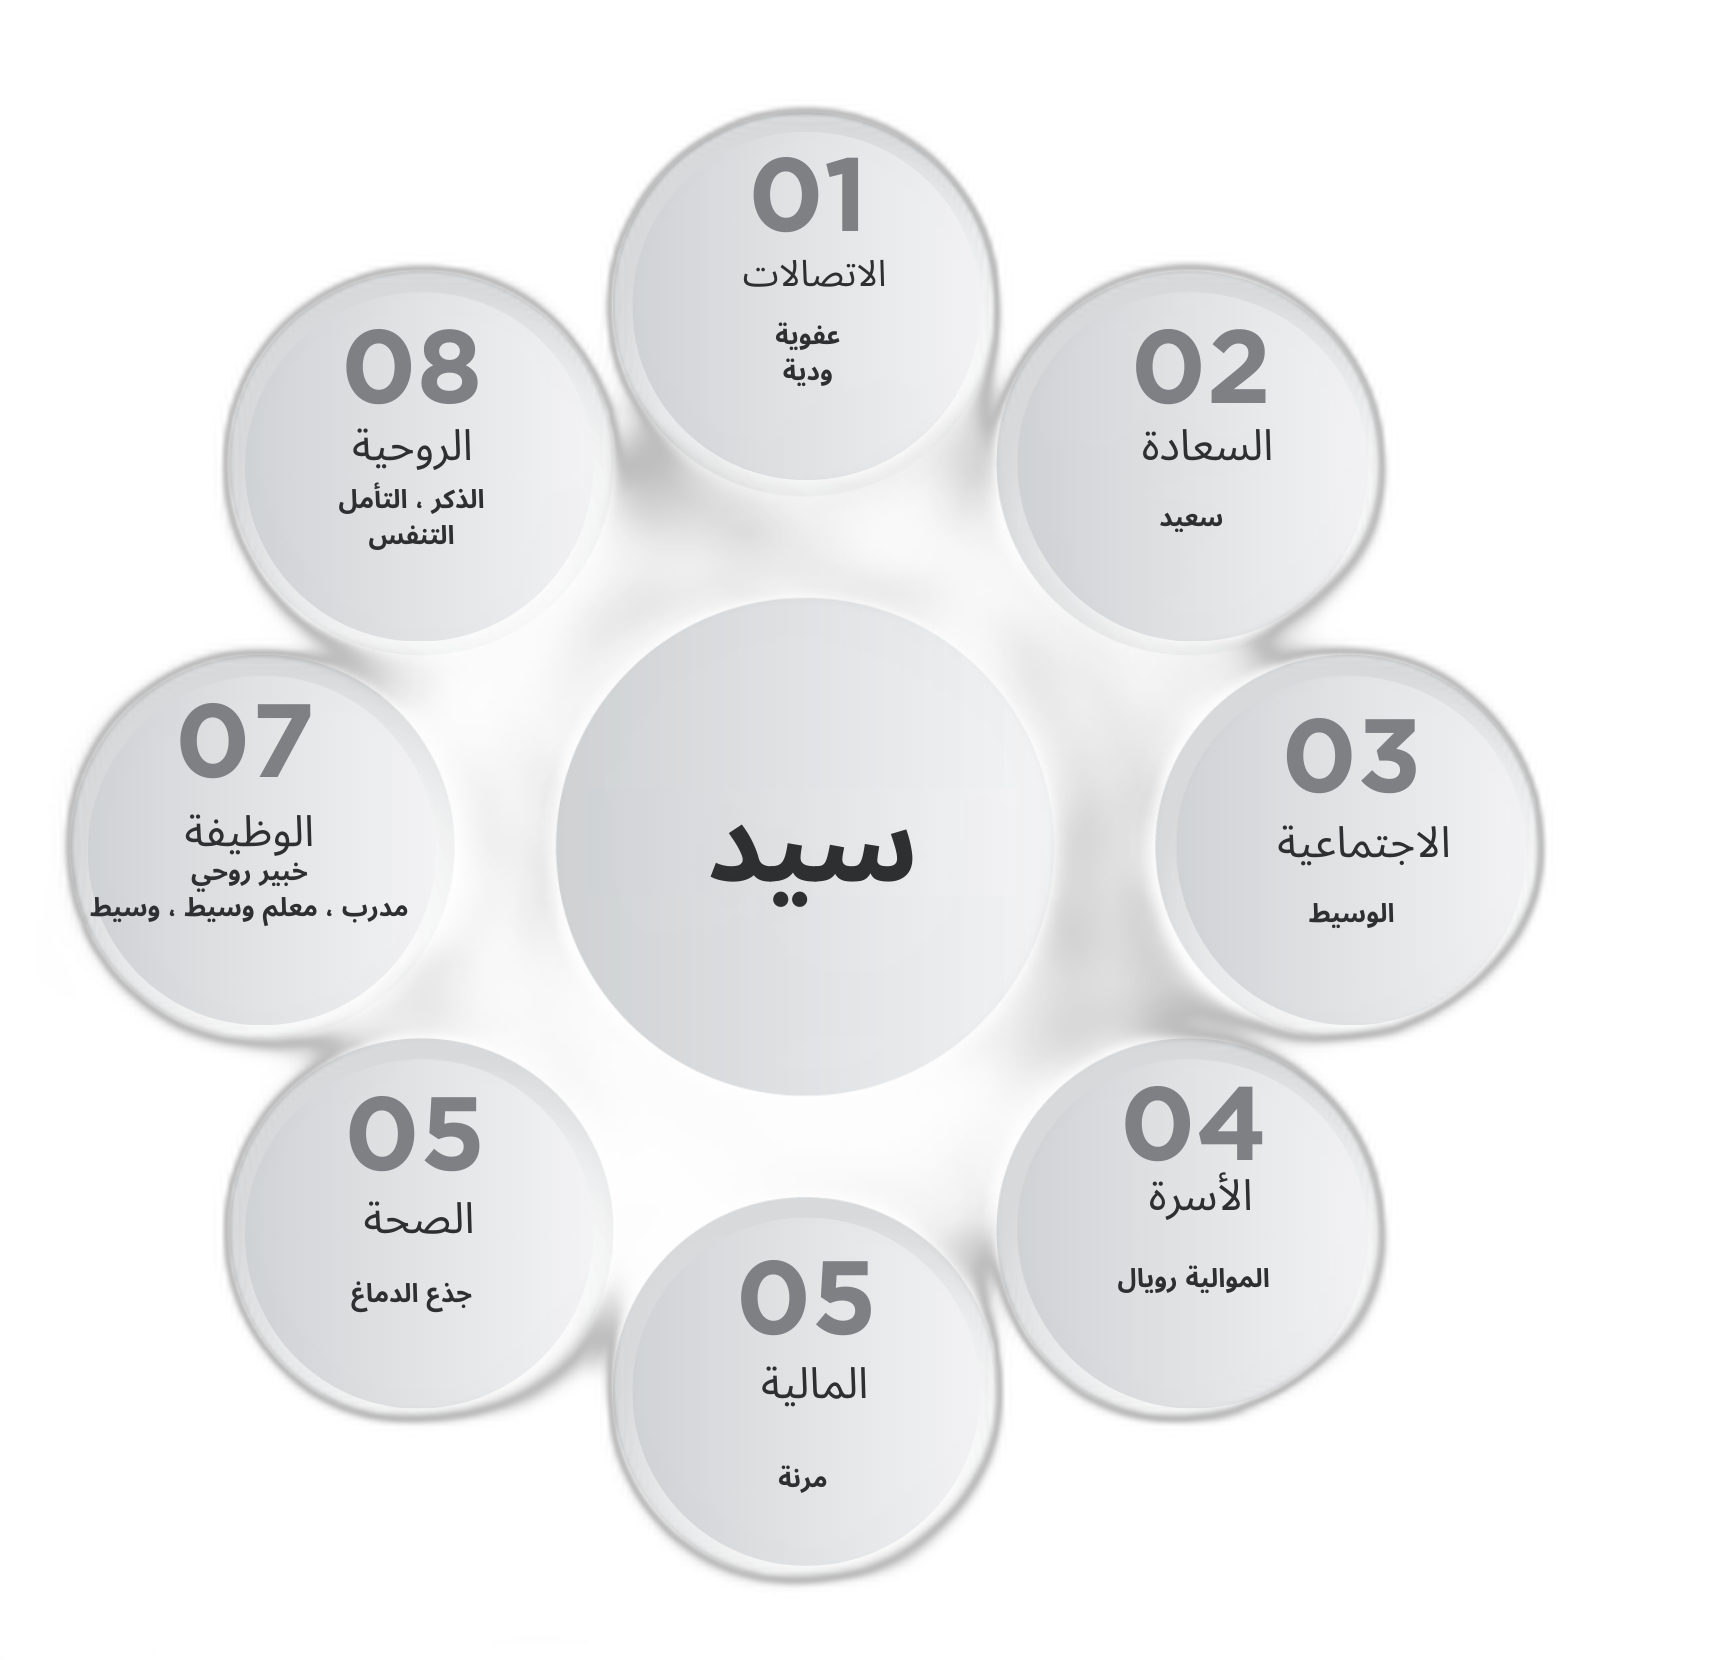 01
الاتصالات
عفوية
ودية
02
السعادة
سعيد
03
الاجتماعية
الوسيط
04
الأسرة
الموالية رويال
05
المالية
مرنة
05
الصحة
جذع الدماغ
07
الوظيفة
خبير روحي
مدرب ، معلم وسيط ، وسيط
08
الروحية
الذكر ، التأمل
التنفس
سيد